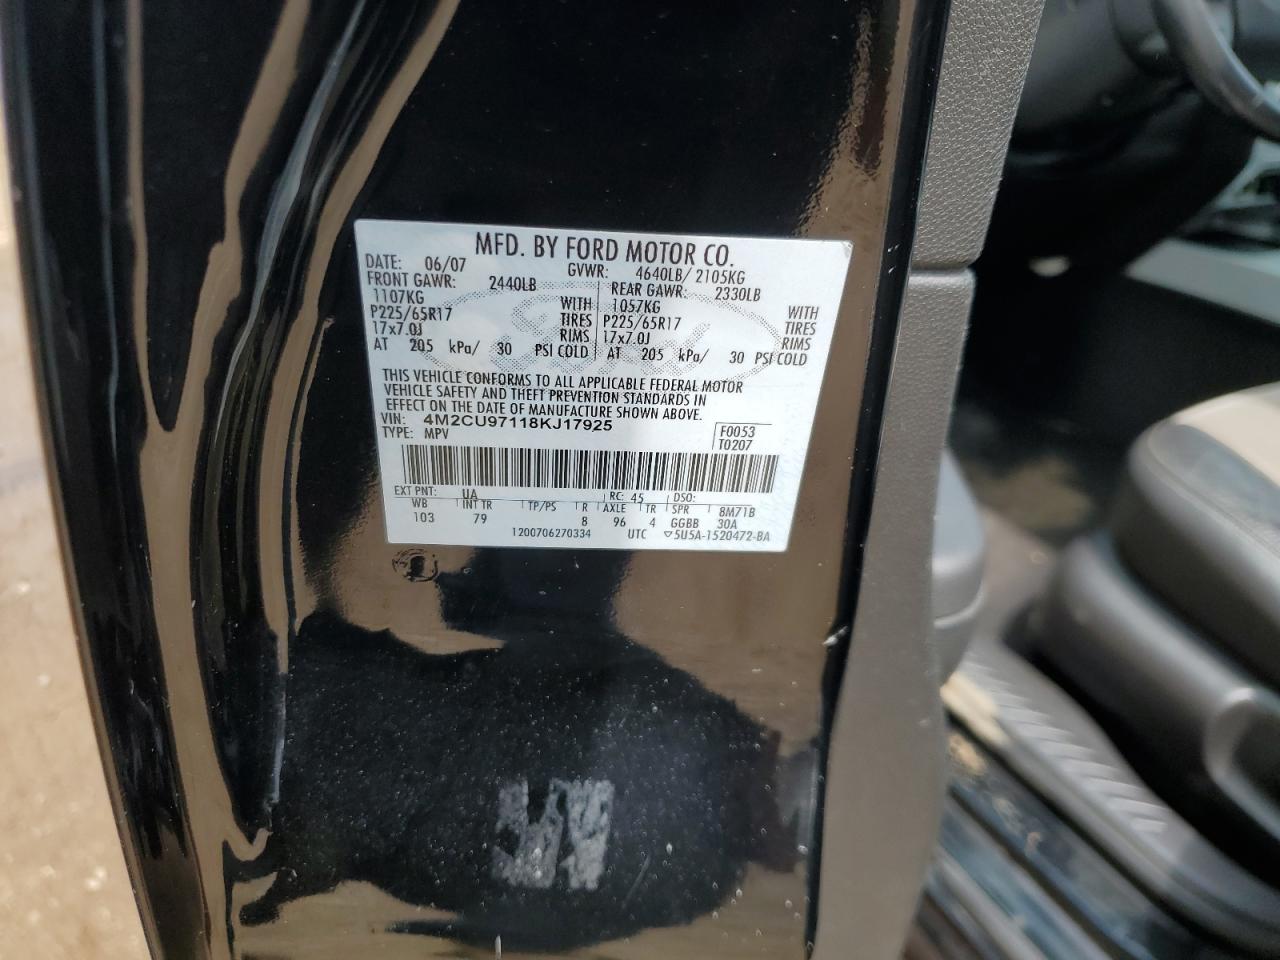 MFD. BY FORD MOTOR CO.
DATE: 06/07 GVWR: 4640LB/ 2105KG
FRONT GAWR: 2440LB REAR GAWR: 2330LB
1107KG WITH 1057KG WITH
P225/65R17 TIRES P225/65R17 TIRES
17x7.0J RIMS 17x7.0J RIMS
AT 205 kPa/ 30 PSI COLD AT 205 kPa/ 30 PSI COLD
THIS VEHICLE CONFORMS TO ALL APPLICABLE FEDERAL MOTOR
VEHICLE SAFETY AND THEFT PREVENTION STANDARDS IN
EFFECT ON THE DATE OF MANUFACTURE SHOWN ABOVE.
VIN: 4M2CU97118KJ17925 F0053
TYPE: MPV T0207
EXT PNT: UA RC: 45 DSO:
WB INT TR TP/PS R AXLE TR SPR 8M71B
103 79 8 96 4 GGBB 30A
1200706270334 UTC ▽5U5A-1520472-BA